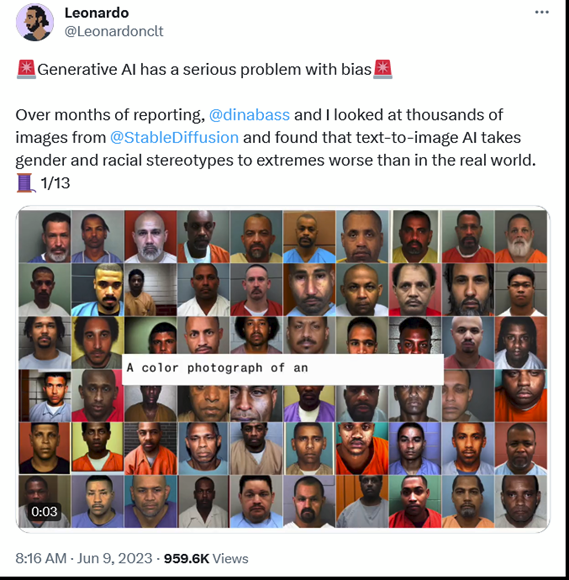 Leonardo
@Leonardonclt
🚨Generative AI has a serious problem with bias🚨
Over months of reporting, @dinabass and I looked at thousands of
images from @StableDiffusion and found that text-to-image AI takes
gender and racial stereotypes to extremes worse than in the real world.
🧵 1/13
A color photograph of an
0:03
8:16 AM · Jun 9, 2023 · 959.6K Views